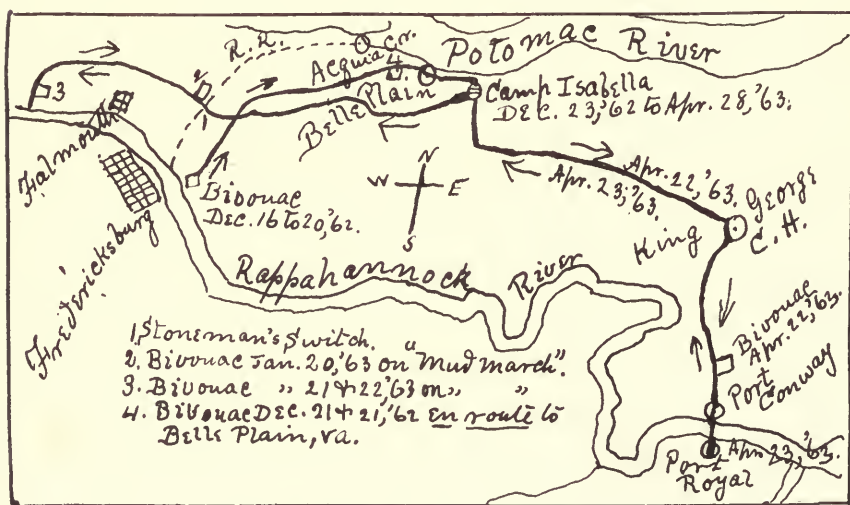 Potomac River
R. R.
Acquia Cr.
2
4
3
Belle Plain
Camp Isabella
Dec. 23,'62 to Apr. 28,'63.
Falmouth
Fredericksburg
Bivouac
Dec. 16 to 20,'62.
N
W E
S
Apr. 22,'63.
Apr. 23,'63.
King George
C. H.
Rappahannock River
Bivouac
Apr. 22,'63.
Port
Conway
Apr. 23,'63.
Port
Royal
1, Stoneman's Switch.
2. Bivouac Jan. 20,'63 on "Mud March".
3. Bivouac " 21 & 22,'63 on " "
4. Bivouac Dec. 21 & 21,'62 en route to
Belle Plain, Va.